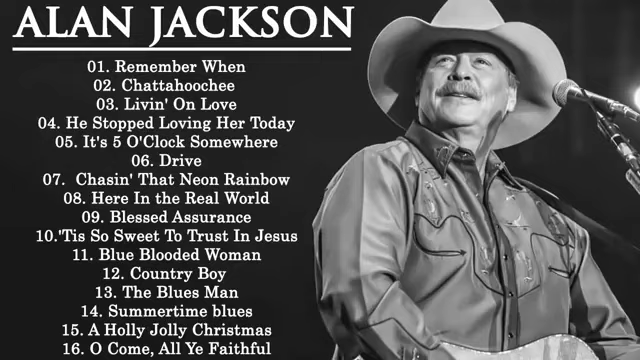 ALAN JACKSON
01. Remember When
02. Chattahoochee
03. Livin' On Love
04. He Stopped Loving Her Today
05. It's 5 O'Clock Somewhere
06. Drive
07. Chasin' That Neon Rainbow
08. Here In the Real World
09. Blessed Assurance
10.'Tis So Sweet To Trust In Jesus
11. Blue Blooded Woman
12. Country Boy
13. The Blues Man
14. Summertime blues
15. A Holly Jolly Christmas
16. O Come, All Ye Faithful